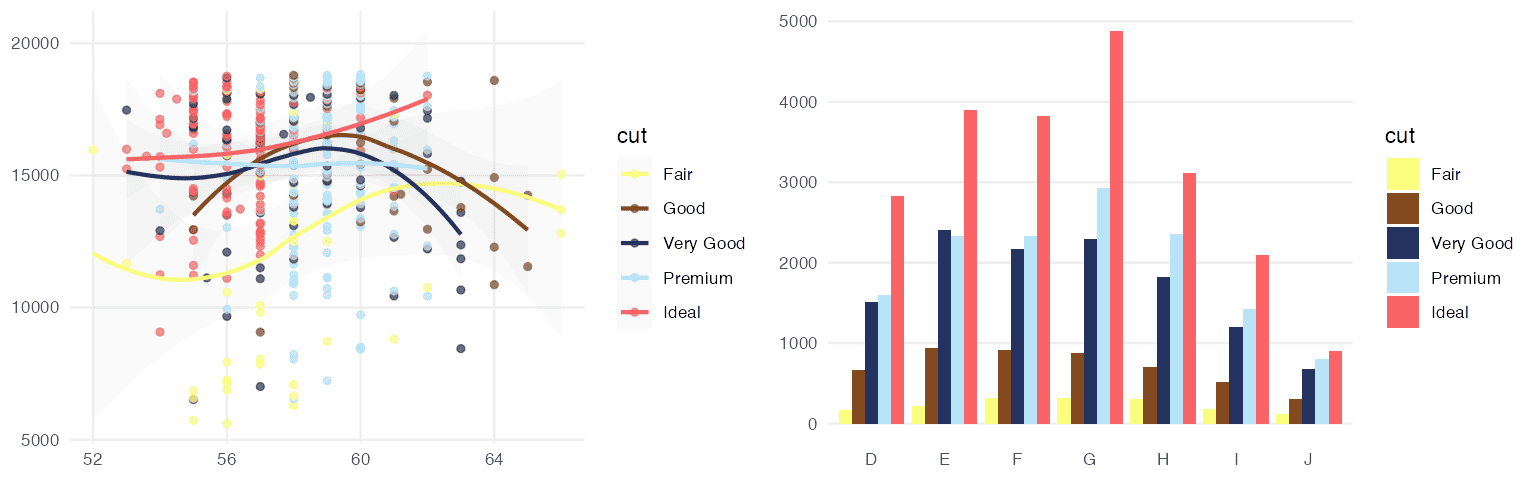 20000
15000
10000
5000
52 56 60 64
cut
Fair
Good
Very Good
Premium
Ideal
5000
4000
3000
2000
1000
0
D E F G H I J
cut
Fair
Good
Very Good
Premium
Ideal